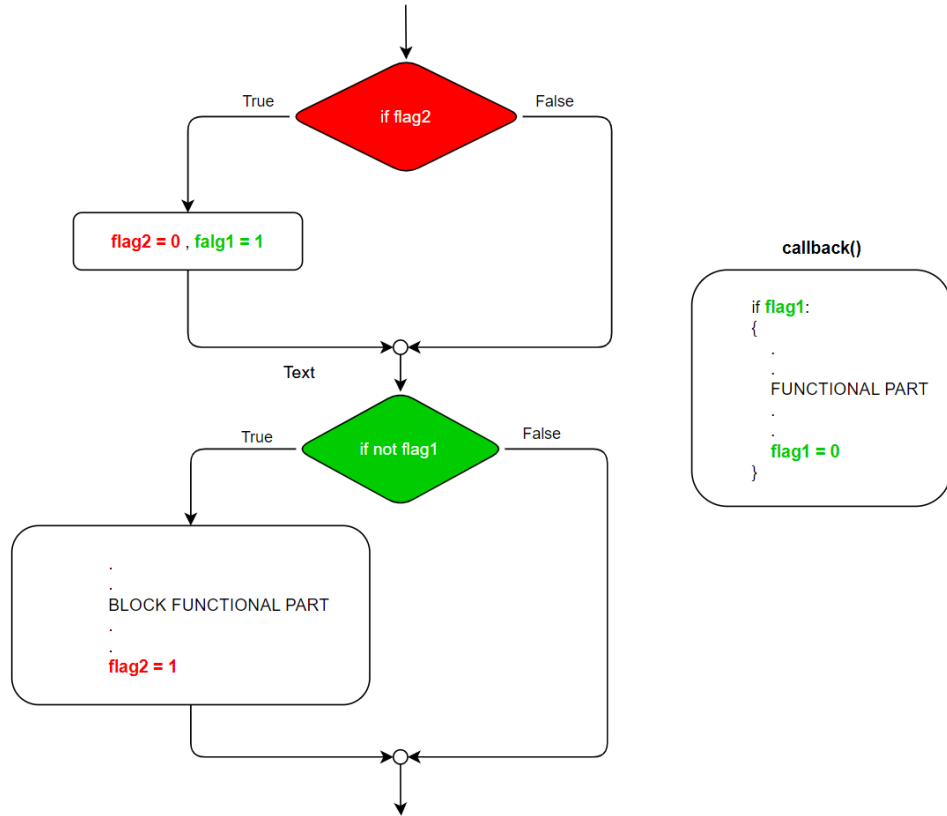 if flag2
True
False
flag2 = 0 , falg1 = 1
Text
if not flag1
True
False
.
.
BLOCK FUNCTIONAL PART
.
.
flag2 = 1
callback()
if flag1:
{
.
.
FUNCTIONAL PART
.
.
flag1 = 0
}